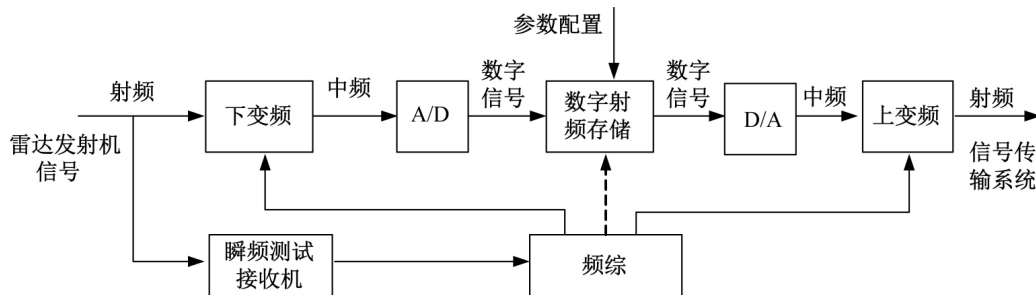 参数配置
射频
下变频
中频
A/D
数字
信号
数字射
频存储
数字
信号
D/A
中频
上变频
射频
雷达发射机
信号
信号传
输系统
瞬频测试
接收机
频综